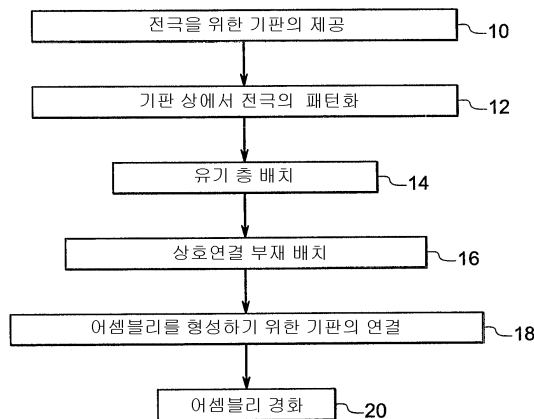 전극을 위한 기판의 제공
10
기판 상에서 전극의 패턴화
12
유기 층 배치
14
상호연결 부재 배치
16
어셈블리를 형성하기 위한 기판의 연결
18
어셈블리 경화
20